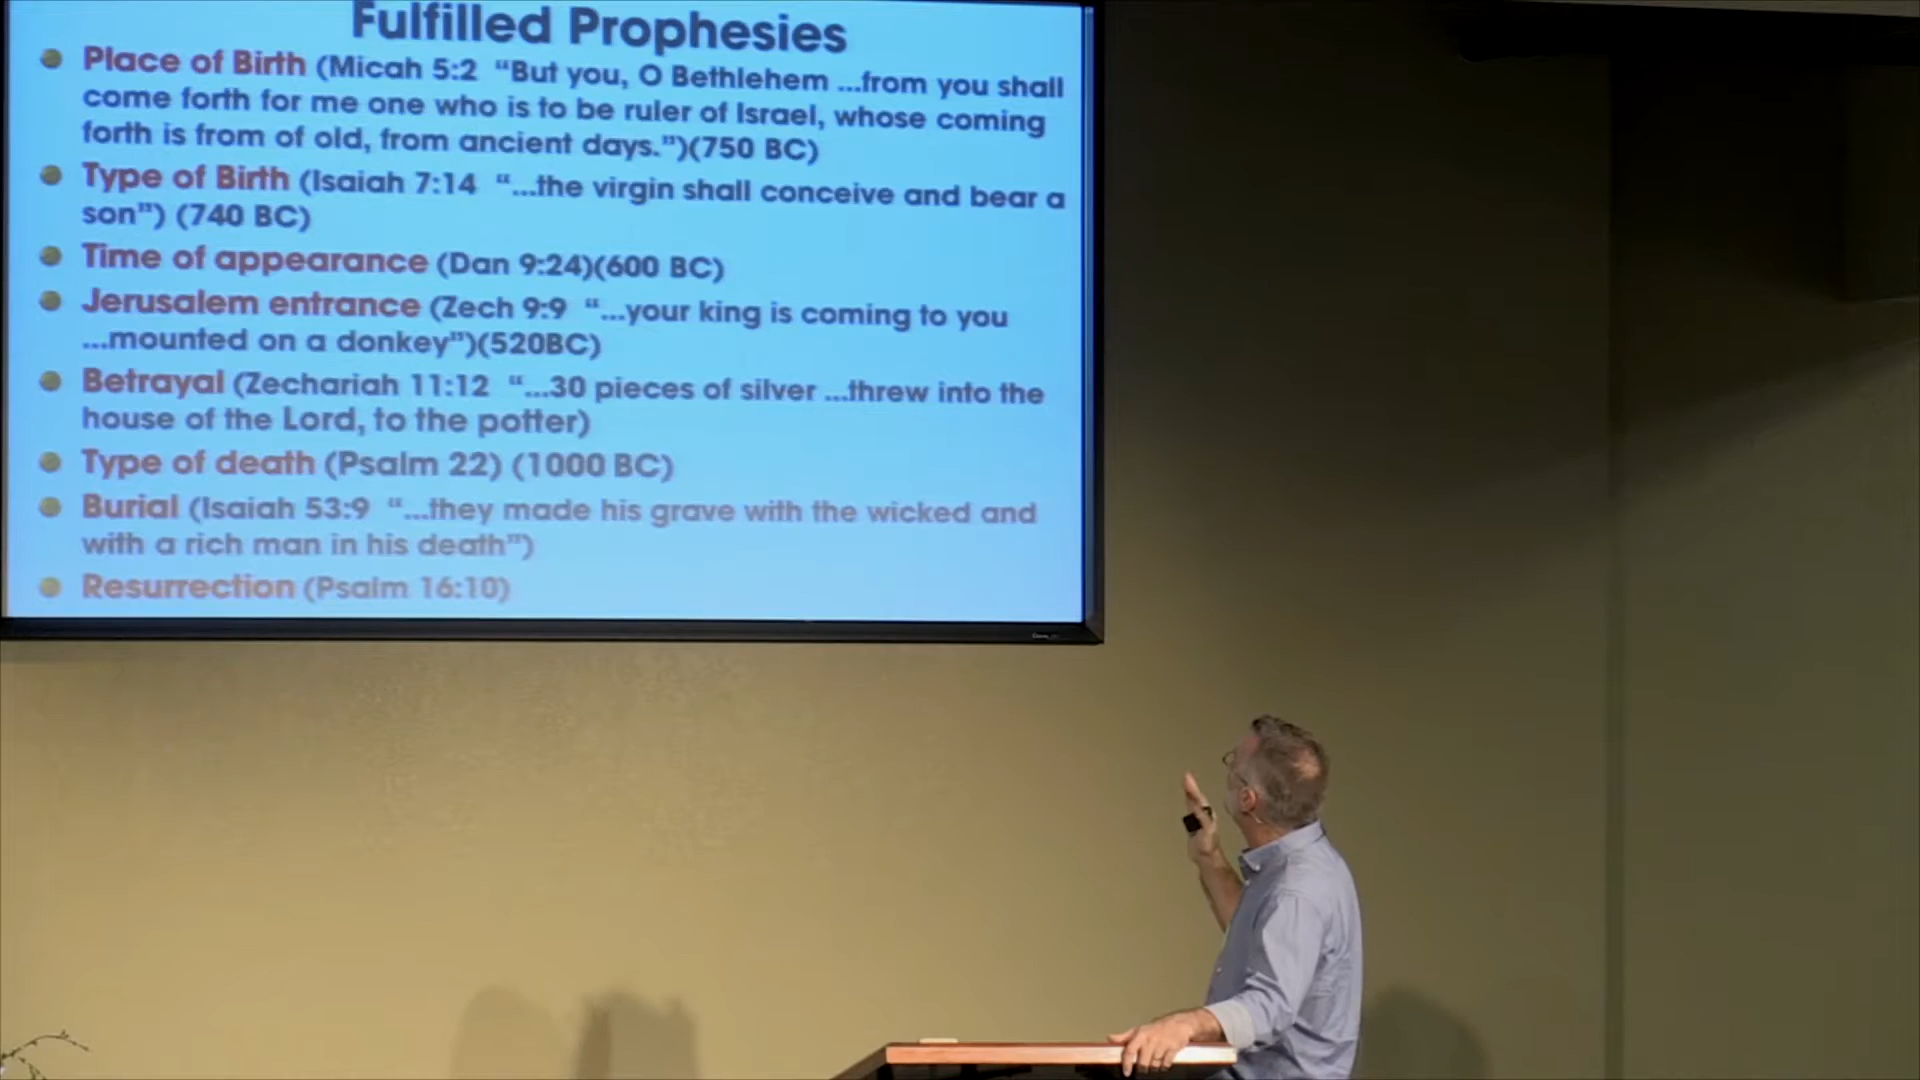 Fulfilled Prophesies
Place of Birth (Micah 5:2 “But you, O Bethlehem ...from you shall
come forth for me one who is to be ruler of Israel, whose coming
forth is from of old, from ancient days.”)(750 BC)
Type of Birth (Isaiah 7:14 “...the virgin shall conceive and bear a
son”) (740 BC)
Time of appearance (Dan 9:24)(600 BC)
Jerusalem entrance (Zech 9:9 “...your king is coming to you
...mounted on a donkey”)(520BC)
Betrayal (Zechariah 11:12 “...30 pieces of silver ...threw into the
house of the Lord, to the potter)
Type of death (Psalm 22) (1000 BC)
Burial (Isaiah 53:9 “...they made his grave with the wicked and
with a rich man in his death”)
Resurrection (Psalm 16:10)